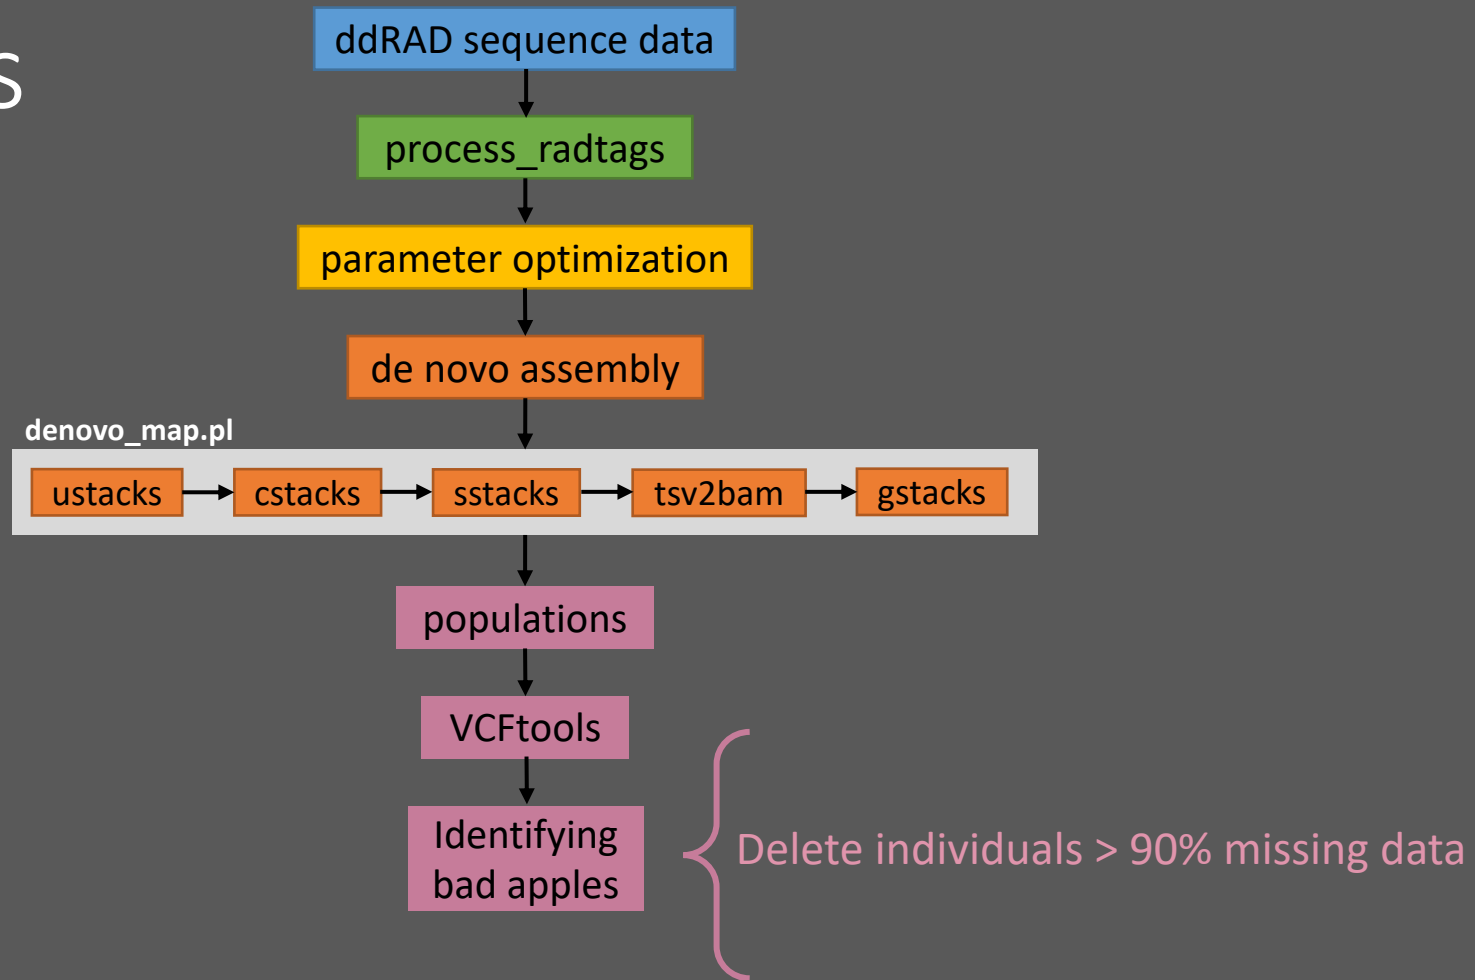 S
ddRAD sequence data
process_radtags
parameter optimization
de novo assembly
denovo_map.pl
ustacks cstacks sstacks tsv2bam gstacks
populations
VCFtools
Identifying
bad apples
Delete individuals > 90% missing data